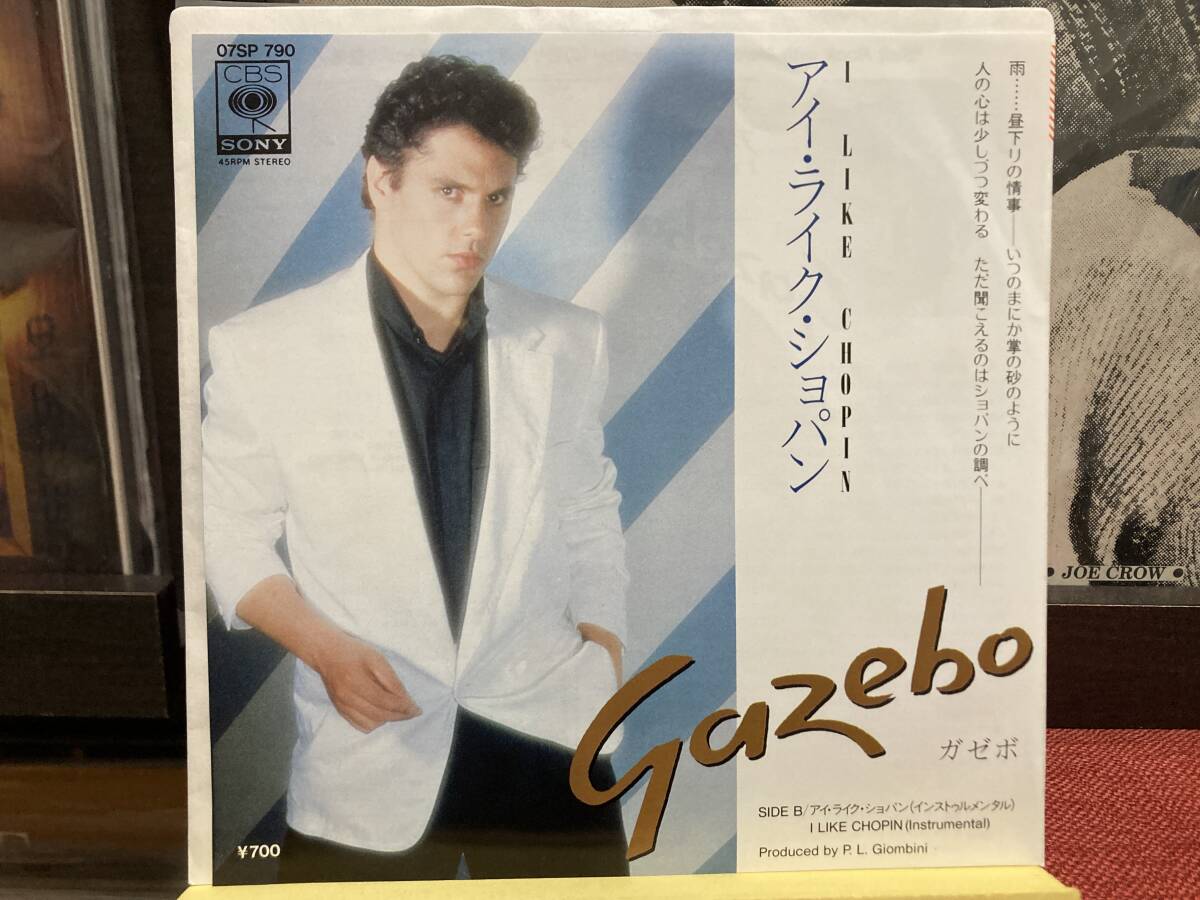 07SP 790
CBS
SONY
45RPM STEREO
雨……昼下りの情事——いつのまにか掌の砂のように
人の心は少しづつ変わる ただ聞こえるのはショパンの調べ———
I LIKE CHOPIN
アイ・ライク・ショパン
Gazebo
ガゼボ
SIDE B/アイ・ライク・ショパン(インストゥルメンタル)
I LIKE CHOPIN(Instrumental)
Produced by P. L. Giombini
¥700
• JOE CROW •